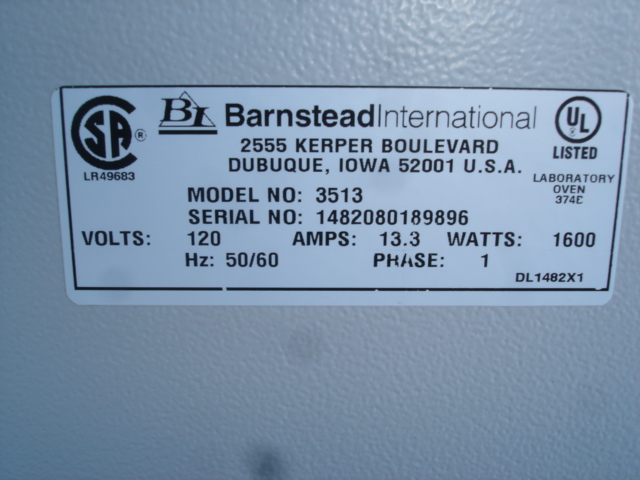 SA ®
LR49683
BI BarnsteadInternational
2555 KERPER BOULEVARD
DUBUQUE, IOWA 52001 U.S.A.
UL
LISTED
LABORATORY
OVEN
374E
MODEL NO: 3513
SERIAL NO: 1482080189896
VOLTS: 120 AMPS: 13.3 WATTS: 1600
Hz: 50/60 PHASE: 1
DL1482X1